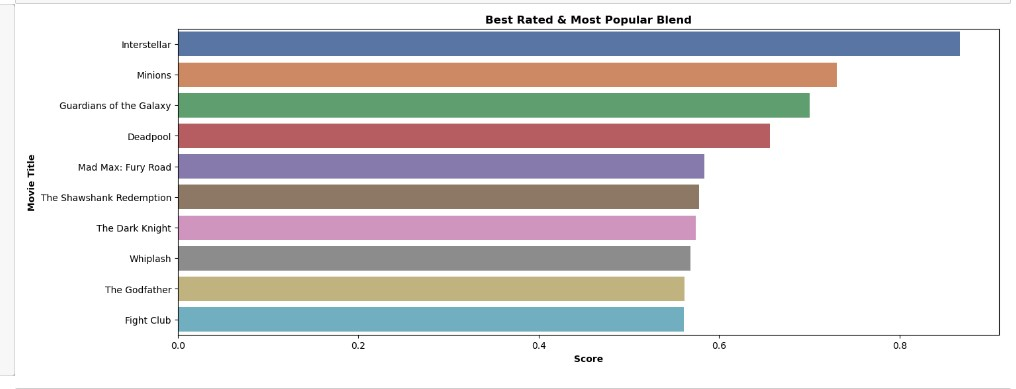 Best Rated & Most Popular Blend
Movie Title
Interstellar
Minions
Guardians of the Galaxy
Deadpool
Mad Max: Fury Road
The Shawshank Redemption
The Dark Knight
Whiplash
The Godfather
Fight Club
0.0 0.2 0.4 0.6 0.8
Score